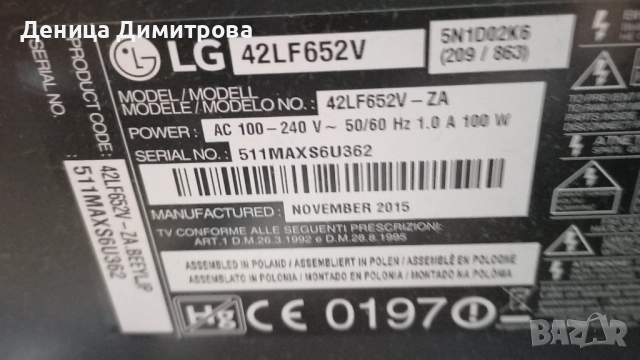 Деница Димитрова
LG 42LF652V
5N1D02K6
(209 / 863)
MODEL / MODELL
MODELE / MODELO NO. : 42LF652V - ZA
POWER : AC 100 - 240 V ~ 50/60 Hz 1.0 A 100 W
SERIAL NO. : 511MAXS6U362
MANUFACTURED : NOVEMBER 2015
TV CONFORME ALLE SEGUENTI PRESCRIZIONI:
ART.1 D.M.26.3.1992 e D.M.28.8.1995
ASSEMBLED IN POLAND / ASSEMBLIERT IN POLEN / ASSEMBLÉ EN POLOGNE
ASSEMBLATO IN POLONIA / MONTADO EN POLONIA / MONTADO NA POLÓNIA
Hg CE 0197
PRODUCT CODE : 42LF652V - ZA.BEEYLJP
SERIAL NO. : 511MAXS6U362
BAZAR